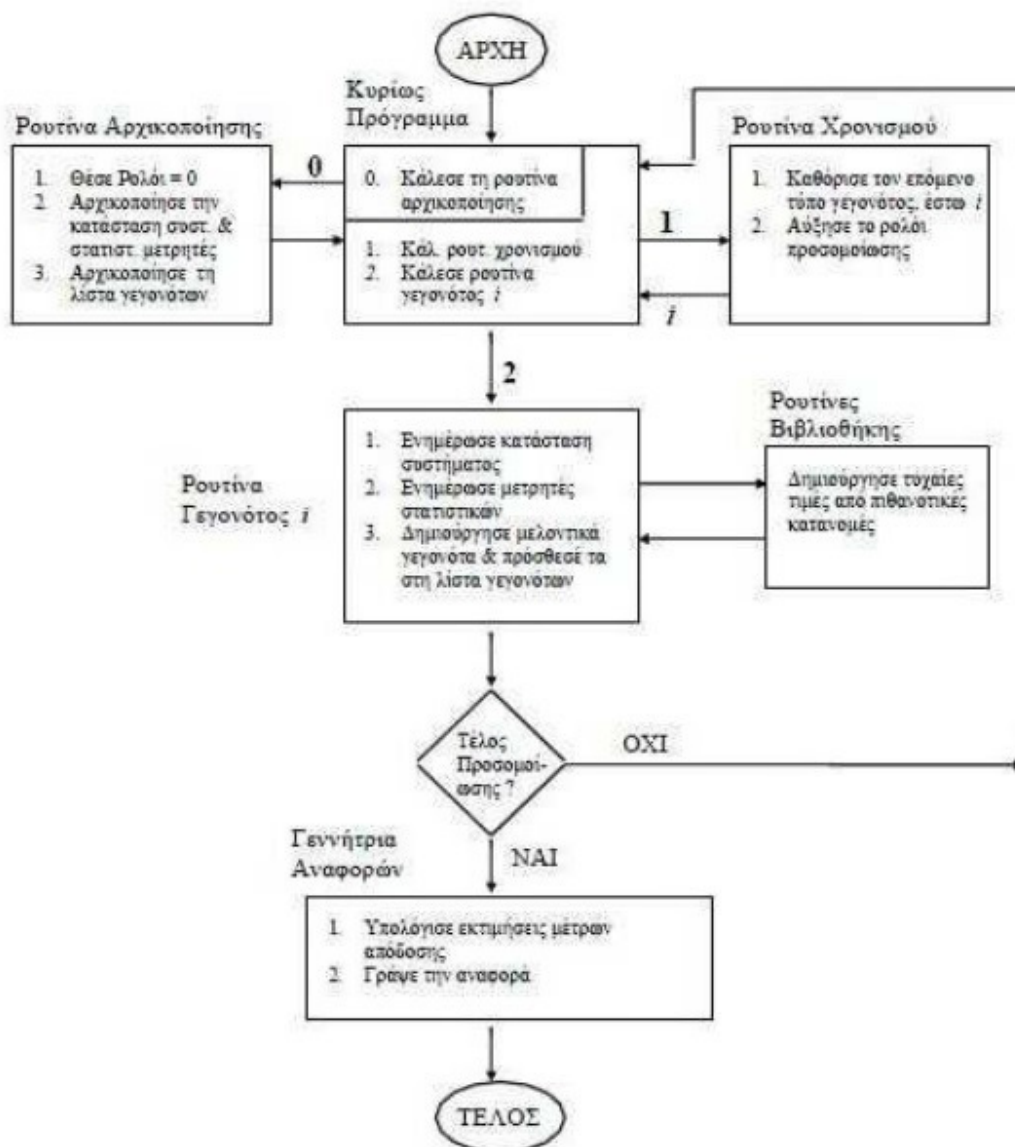 ΑΡΧΗ
Κυρίως
Πρόγραμμα
Ρουτίνα Αρχικοποίησης
1. Θέσε Ρολόι = 0
2. Αρχικοποίησε την
κατάσταση συστ. &
στατιστ. μετρητές
3. Αρχικοποίησε τη
λίστα γεγονότων
0
0. Κάλεσε τη ρουτίνα
αρχικοποίησης
1. Κάλ. ρουτ. χρονισμού
2. Κάλεσε ρουτίνα
γεγονότος i
1
i
Ρουτίνα Χρονισμού
1. Καθόρισε τον επόμενο
τύπο γεγονότος, έστω i
2. Αύξησε το ρολόι
προσομοίωσης
2
Ρουτίνα
Γεγονότος i
1. Ενημέρωσε κατάσταση
συστήματος
2. Ενημέρωσε μετρητές
στατιστικών
3. Δημιούργησε μελοντικά
γεγονότα & πρόσθεσέ τα
στη λίστα γεγονότων
Ρουτίνες
Βιβλιοθήκης
Δημιούργησε τυχαίες
τιμές από πιθανοτικές
κατανομές
Τέλος
Προσομοί-
ωσης ?
ΟΧΙ
ΝΑΙ
Γεννήτρια
Αναφορών
1. Υπολόγισε εκτιμήσεις μέτρων
απόδοσης
2. Γράψε την αναφορά
ΤΕΛΟΣ